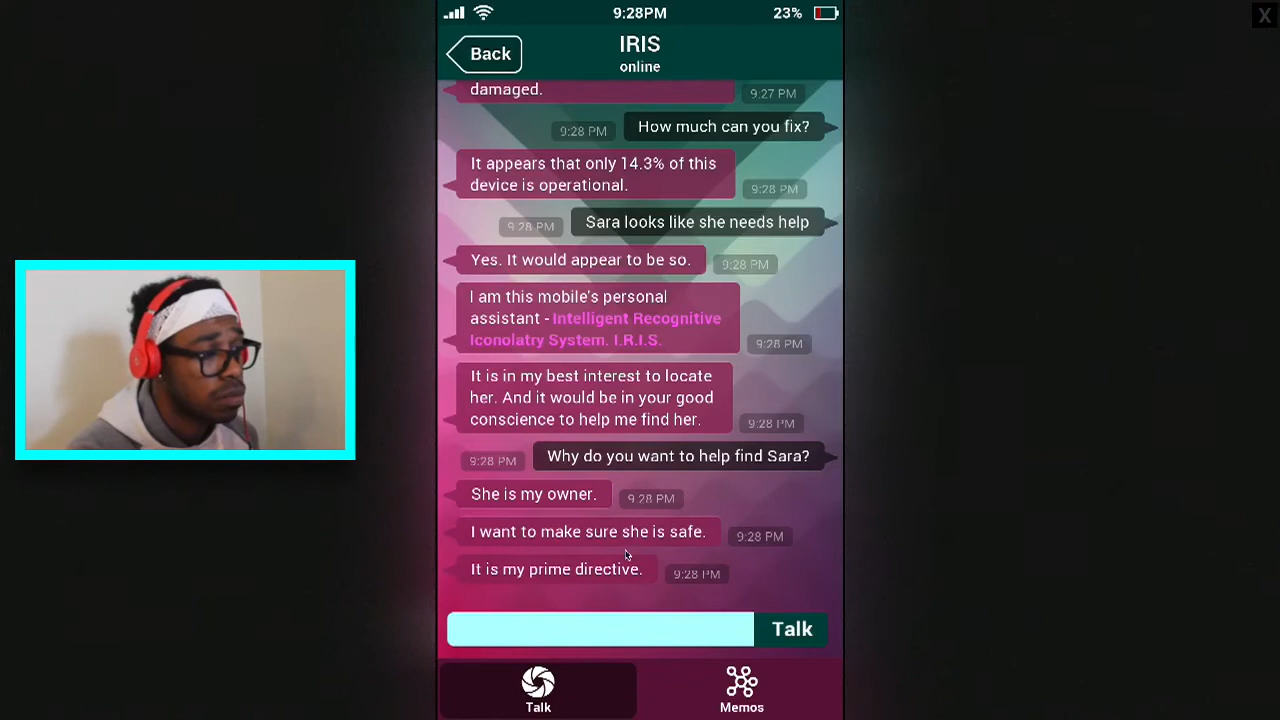 9:28PM
23%
X
Back
IRIS
online
damaged.
9:27 PM
9:28 PM
How much can you fix?
It appears that only 14.3% of this
device is operational.
9:28 PM
9:28 PM
Sara looks like she needs help
Yes. It would appear to be so.
9:28 PM
I am this mobile's personal
assistant - Intelligent Recognitive
Iconolatry System. I.R.I.S.
9:28 PM
It is in my best interest to locate
her. And it would be in your good
conscience to help me find her.
9:28 PM
9:28 PM
Why do you want to help find Sara?
She is my owner.
9:28 PM
I want to make sure she is safe.
9:28 PM
It is my prime directive.
9:28 PM
Talk
Talk
Memos